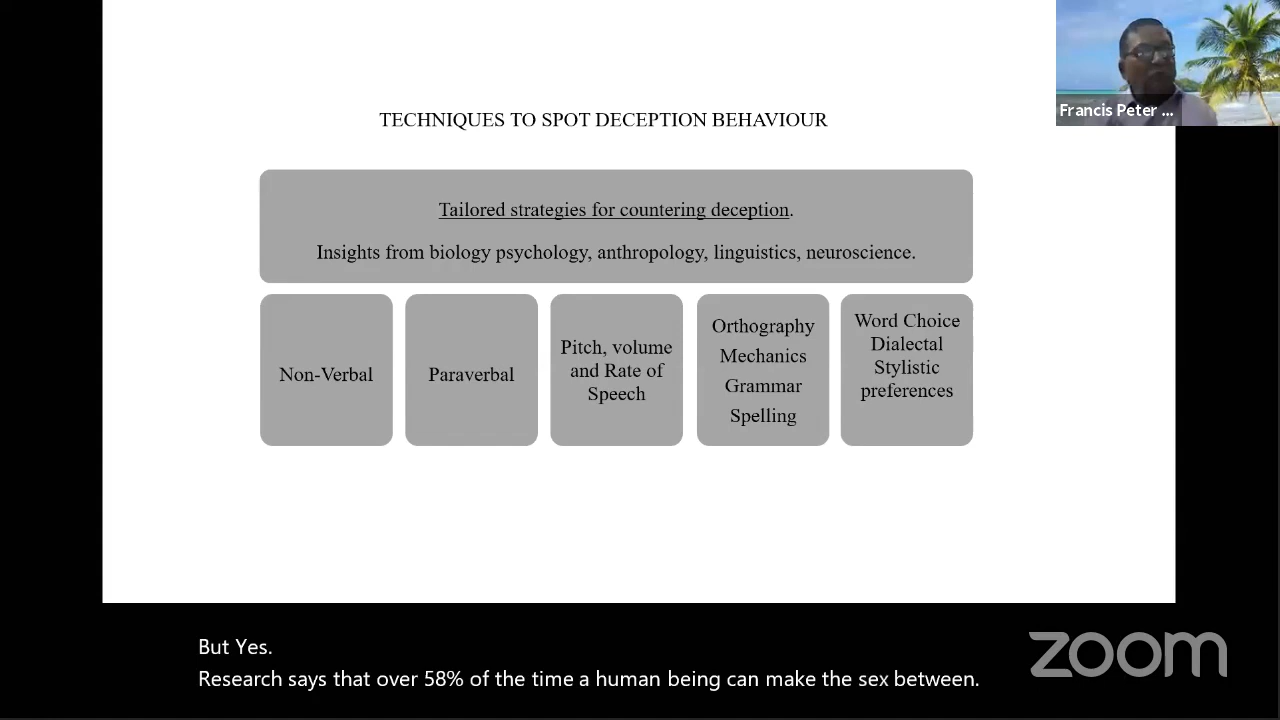 Francis Peter ...
TECHNIQUES TO SPOT DECEPTION BEHAVIOUR
Tailored strategies for countering deception.
Insights from biology psychology, anthropology, linguistics, neuroscience.
Non-Verbal
Paraverbal
Pitch, volume
and Rate of
Speech
Orthography
Mechanics
Grammar
Spelling
Word Choice
Dialectal
Stylistic
preferences
But Yes.
Research says that over 58% of the time a human being can make the sex between.
zoom